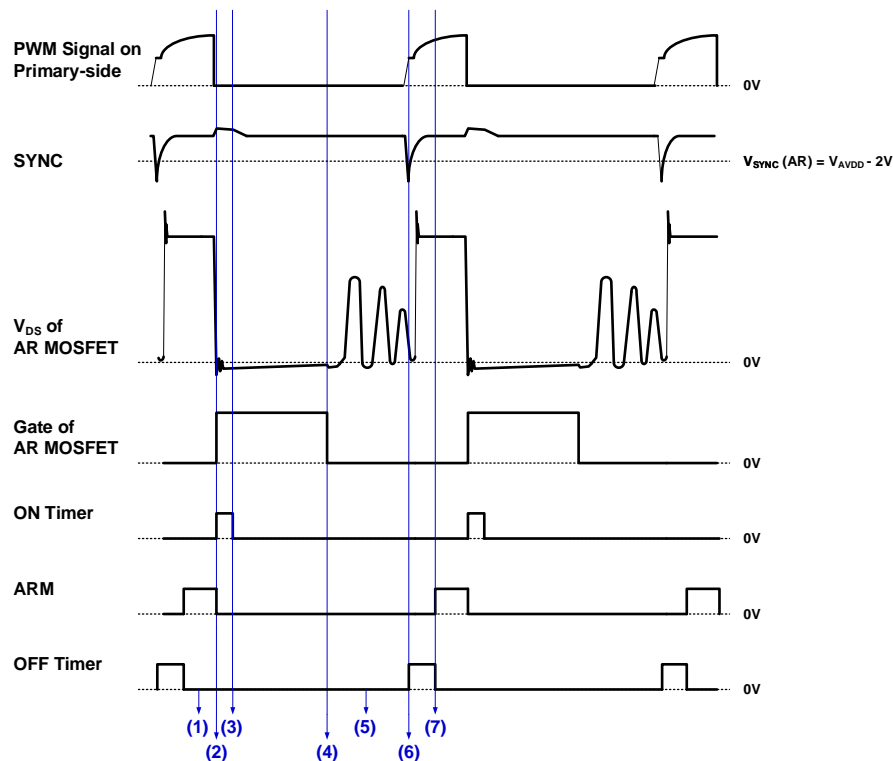 PWM Signal on
Primary-side
0V
SYNC
VSYNC (AR) = VAVDD - 2V
VDS of
AR MOSFET
0V
Gate of
AR MOSFET
0V
ON Timer
0V
ARM
0V
OFF Timer
0V
(1)
(2)
(3)
(4)
(5)
(6)
(7)